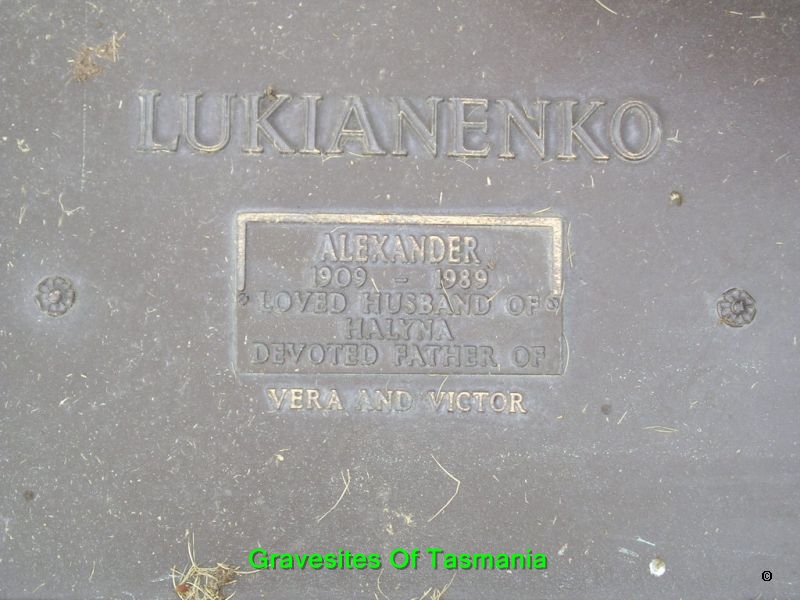 LUKIANENKO
ALEXANDER
1909 - 1989
LOVED HUSBAND OF
HALYNA
DEVOTED FATHER OF
VERA AND VICTOR
Gravesites Of Tasmania
©